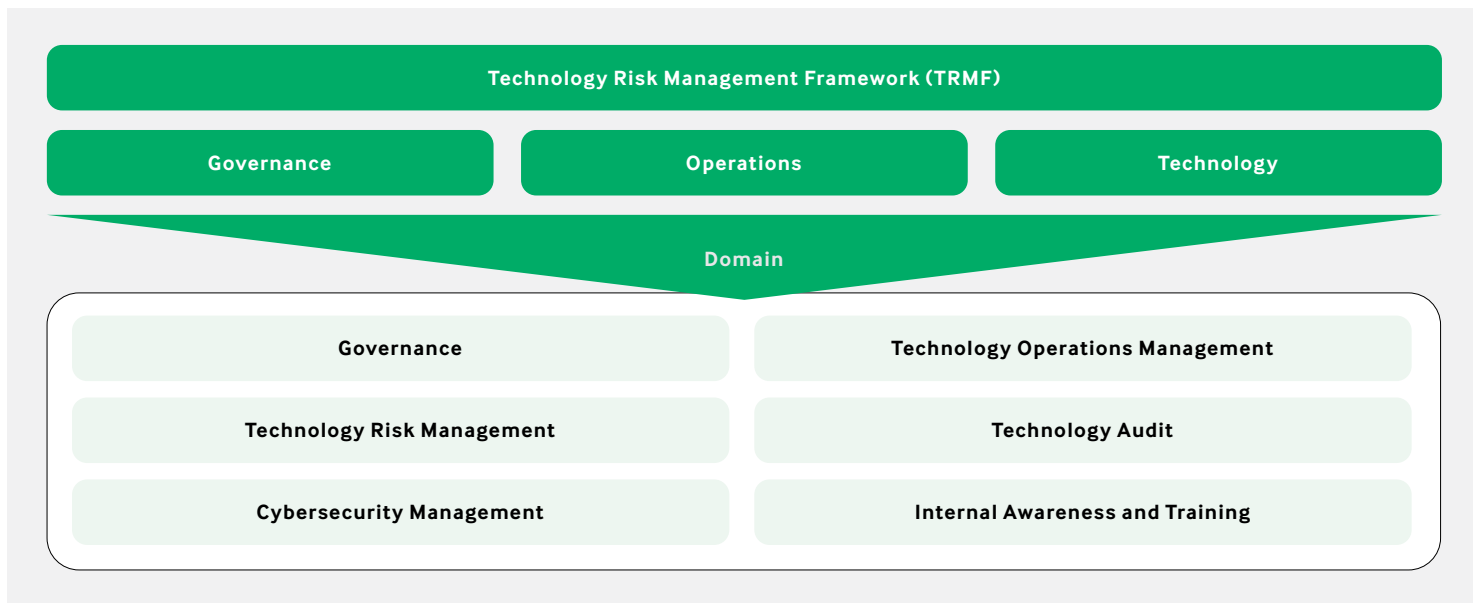 Technology Risk Management Framework (TRMF)
Governance
Operations
Technology
Domain
Governance
Technology Operations Management
Technology Risk Management
Technology Audit
Cybersecurity Management
Internal Awareness and Training